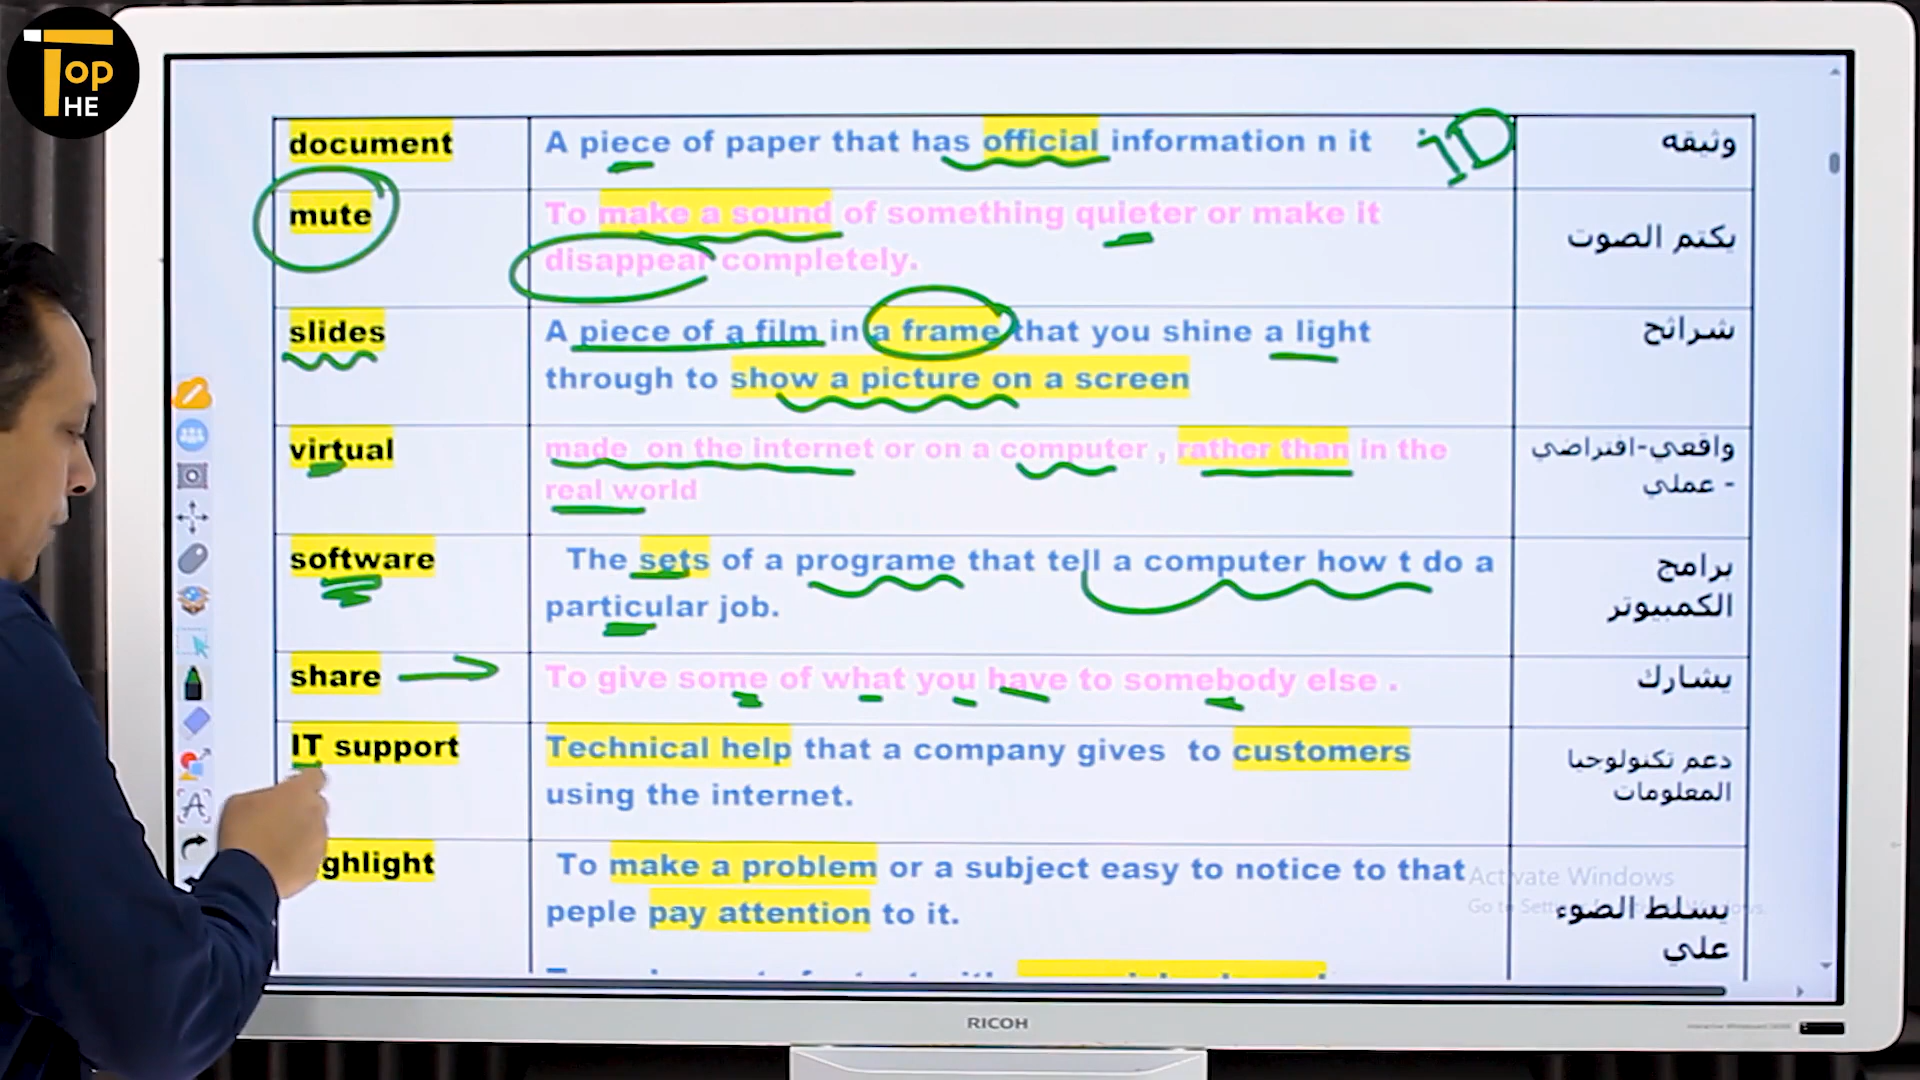 TOP
THE
document A piece of paper that has official information n it ID وثيقه
mute To make a sound of something quieter or make it
disappear completely. يكتم الصوت
slides A piece of a film in a frame that you shine a light شرائح
through to show a picture on a screen
virtual made on the internet or on a computer , rather than in the واقعي-افتراضي
real world - عملي
software The sets of a programe that tell a computer how t do a برامج
particular job. الكمبيوتر
share To give some of what you have to somebody else . يشارك
IT support Technical help that a company gives to customers دعم تكنولوجيا
using the internet. المعلومات
ghlight To make a problem or a subject easy to notice to that
Activate Windows
peple pay attention to it. يسلط الضوء
علي
RICOH